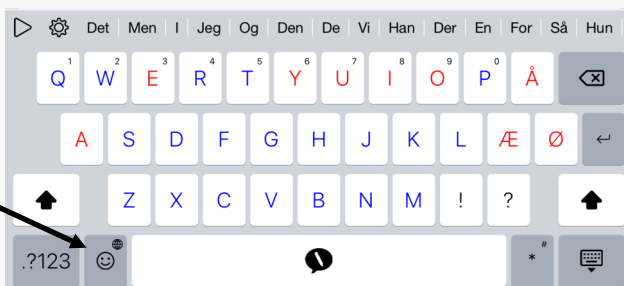 Det Men I Jeg Og Den De Vi Han Der En For Så Hun
1 2 3 4 5 6 7 8 9 0
Q W E R T Y U I O P Å
A S D F G H J K L Æ Ø
Z X C V B N M ! ?
.?123 * #